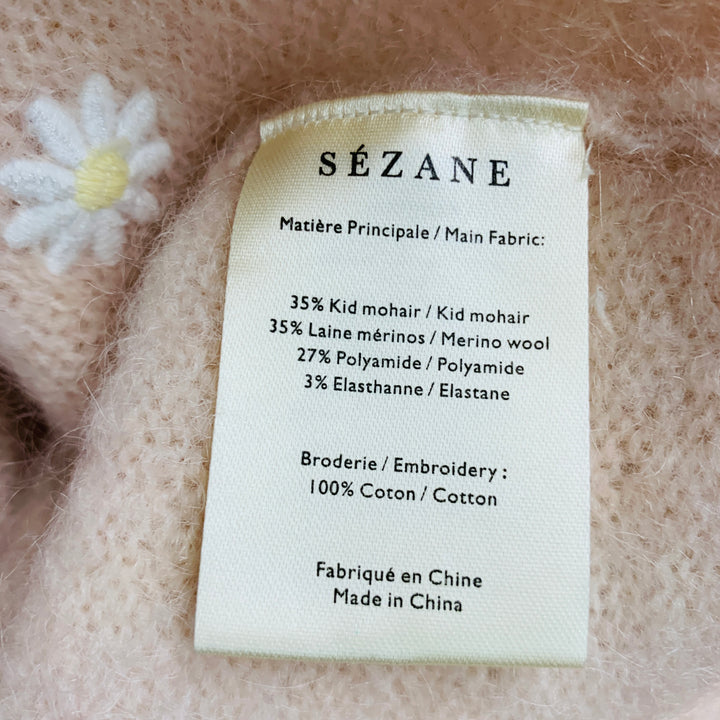 SÉZANE
Matière Principale / Main Fabric:
35% Kid mohair / Kid mohair
35% Laine mérinos / Merino wool
27% Polyamide / Polyamide
3% Elasthanne / Elastane
Broderie / Embroidery :
100% Coton / Cotton
Fabriqué en Chine
Made in China